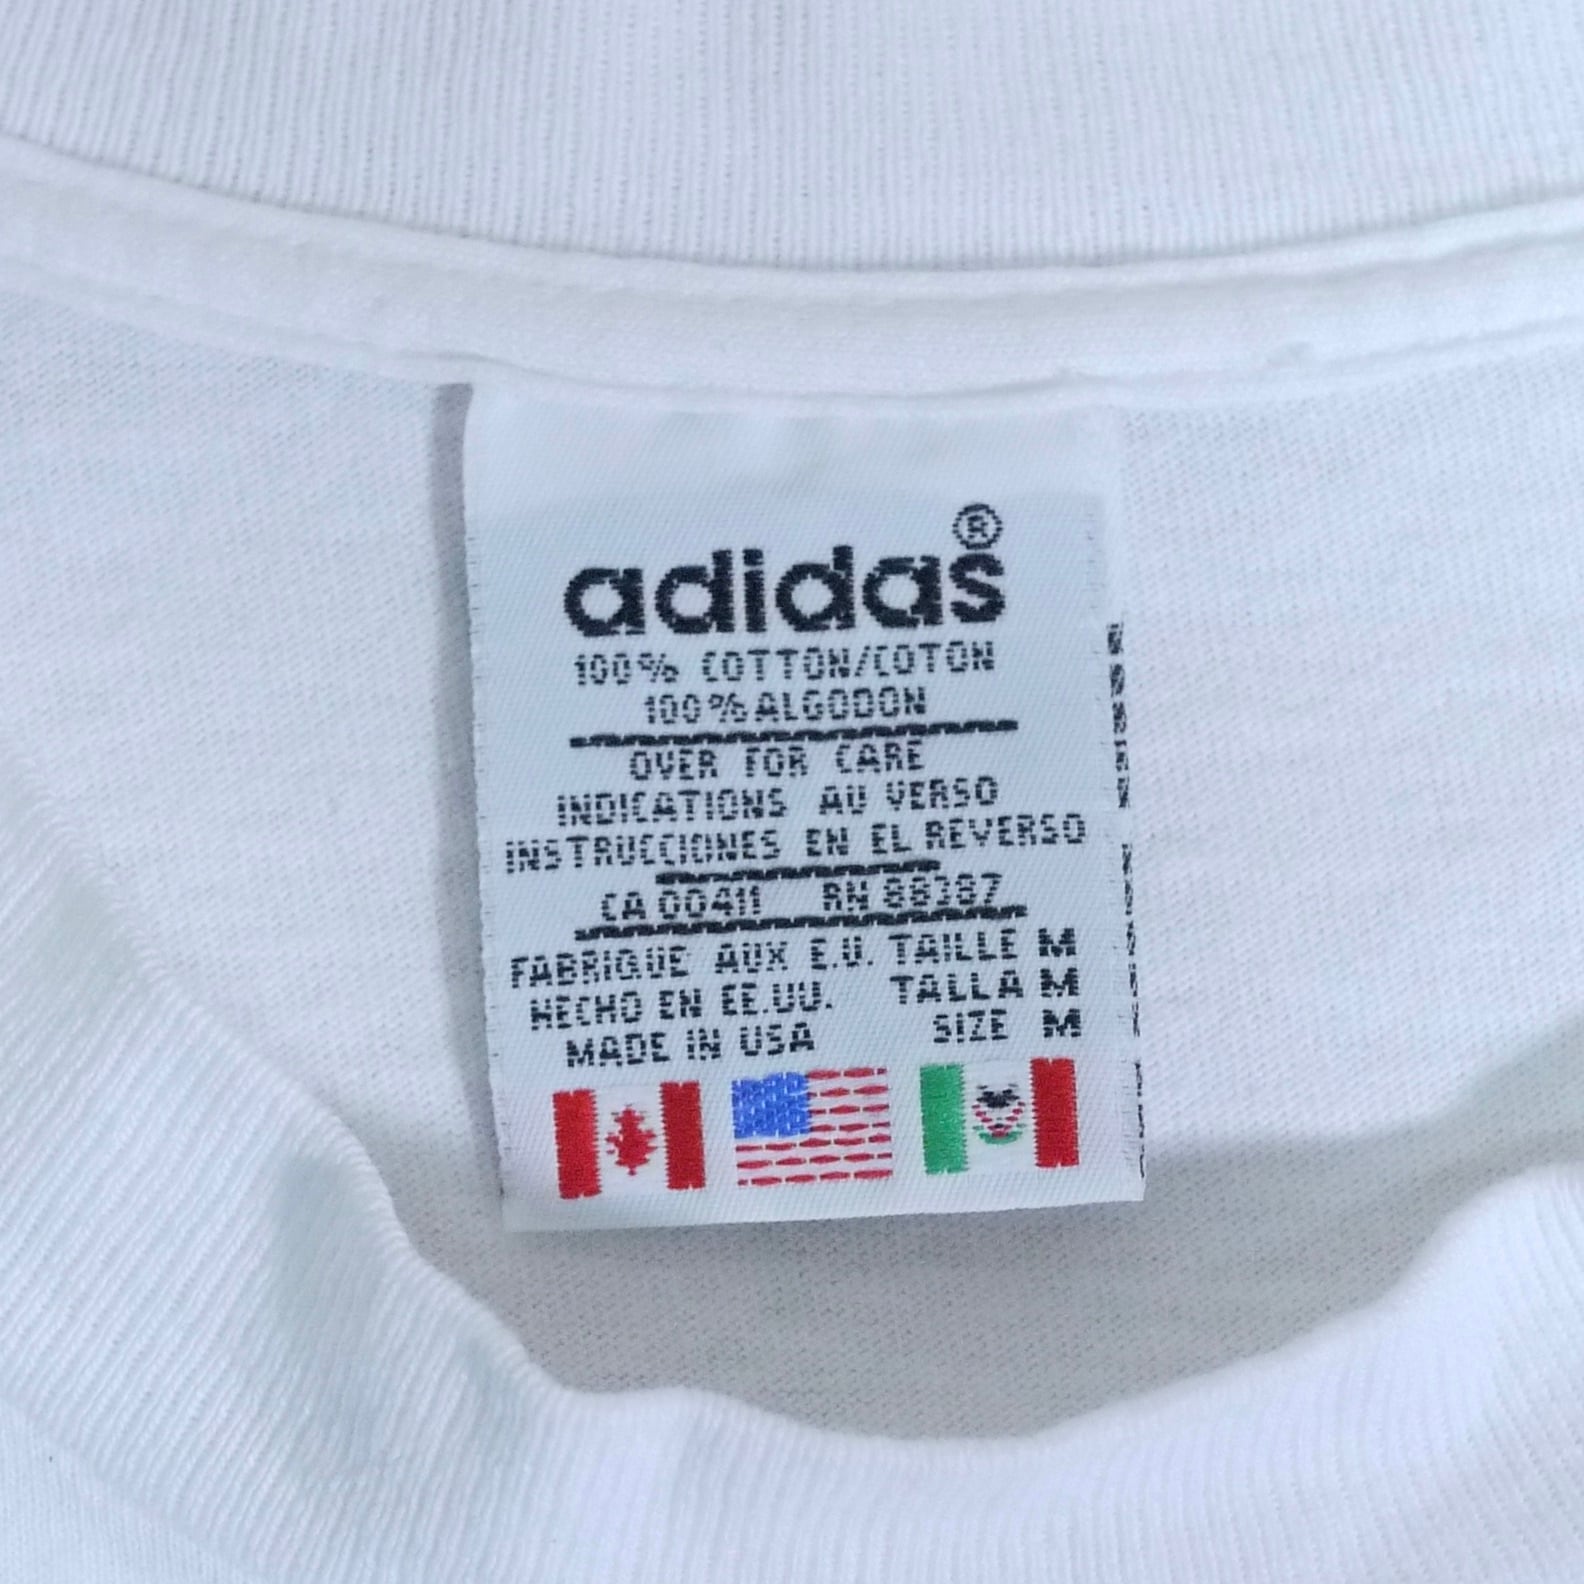 adidas®
100% COTTON/COTON
100% ALGODON
OVER FOR CARE
INDICATIONS AU VERSO
INSTRUCCIONES EN EL REVERSO
CA 00411 RN 88387
FABRIQUE AUX E.U. TAILLE M
HECHO EN EE.UU. TALLA M
MADE IN USA SIZE M